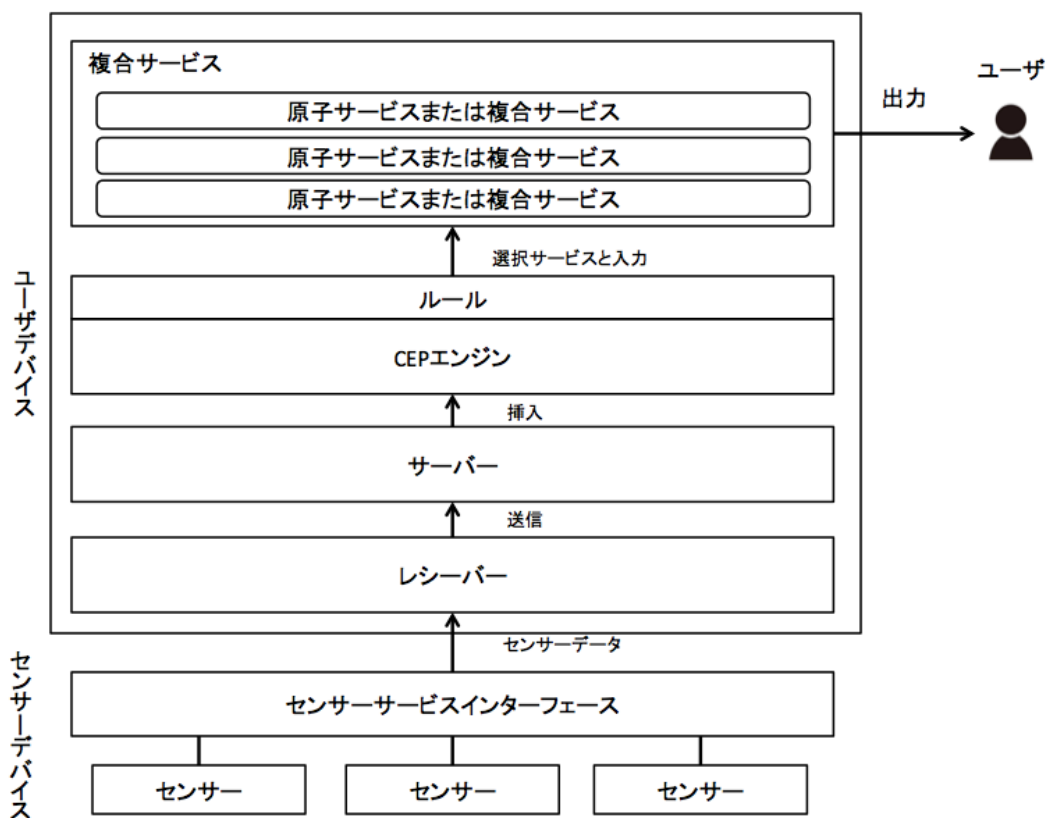 複合サービス
ユーザ
出力
原子サービスまたは複合サービス
原子サービスまたは複合サービス
原子サービスまたは複合サービス
選択サービスと入力
ユーザデバイス
ルール
CEPエンジン
挿入
サーバー
送信
レシーバー
センサーデータ
センサーデバイス
センサーサービスインターフェース
センサー
センサー
センサー